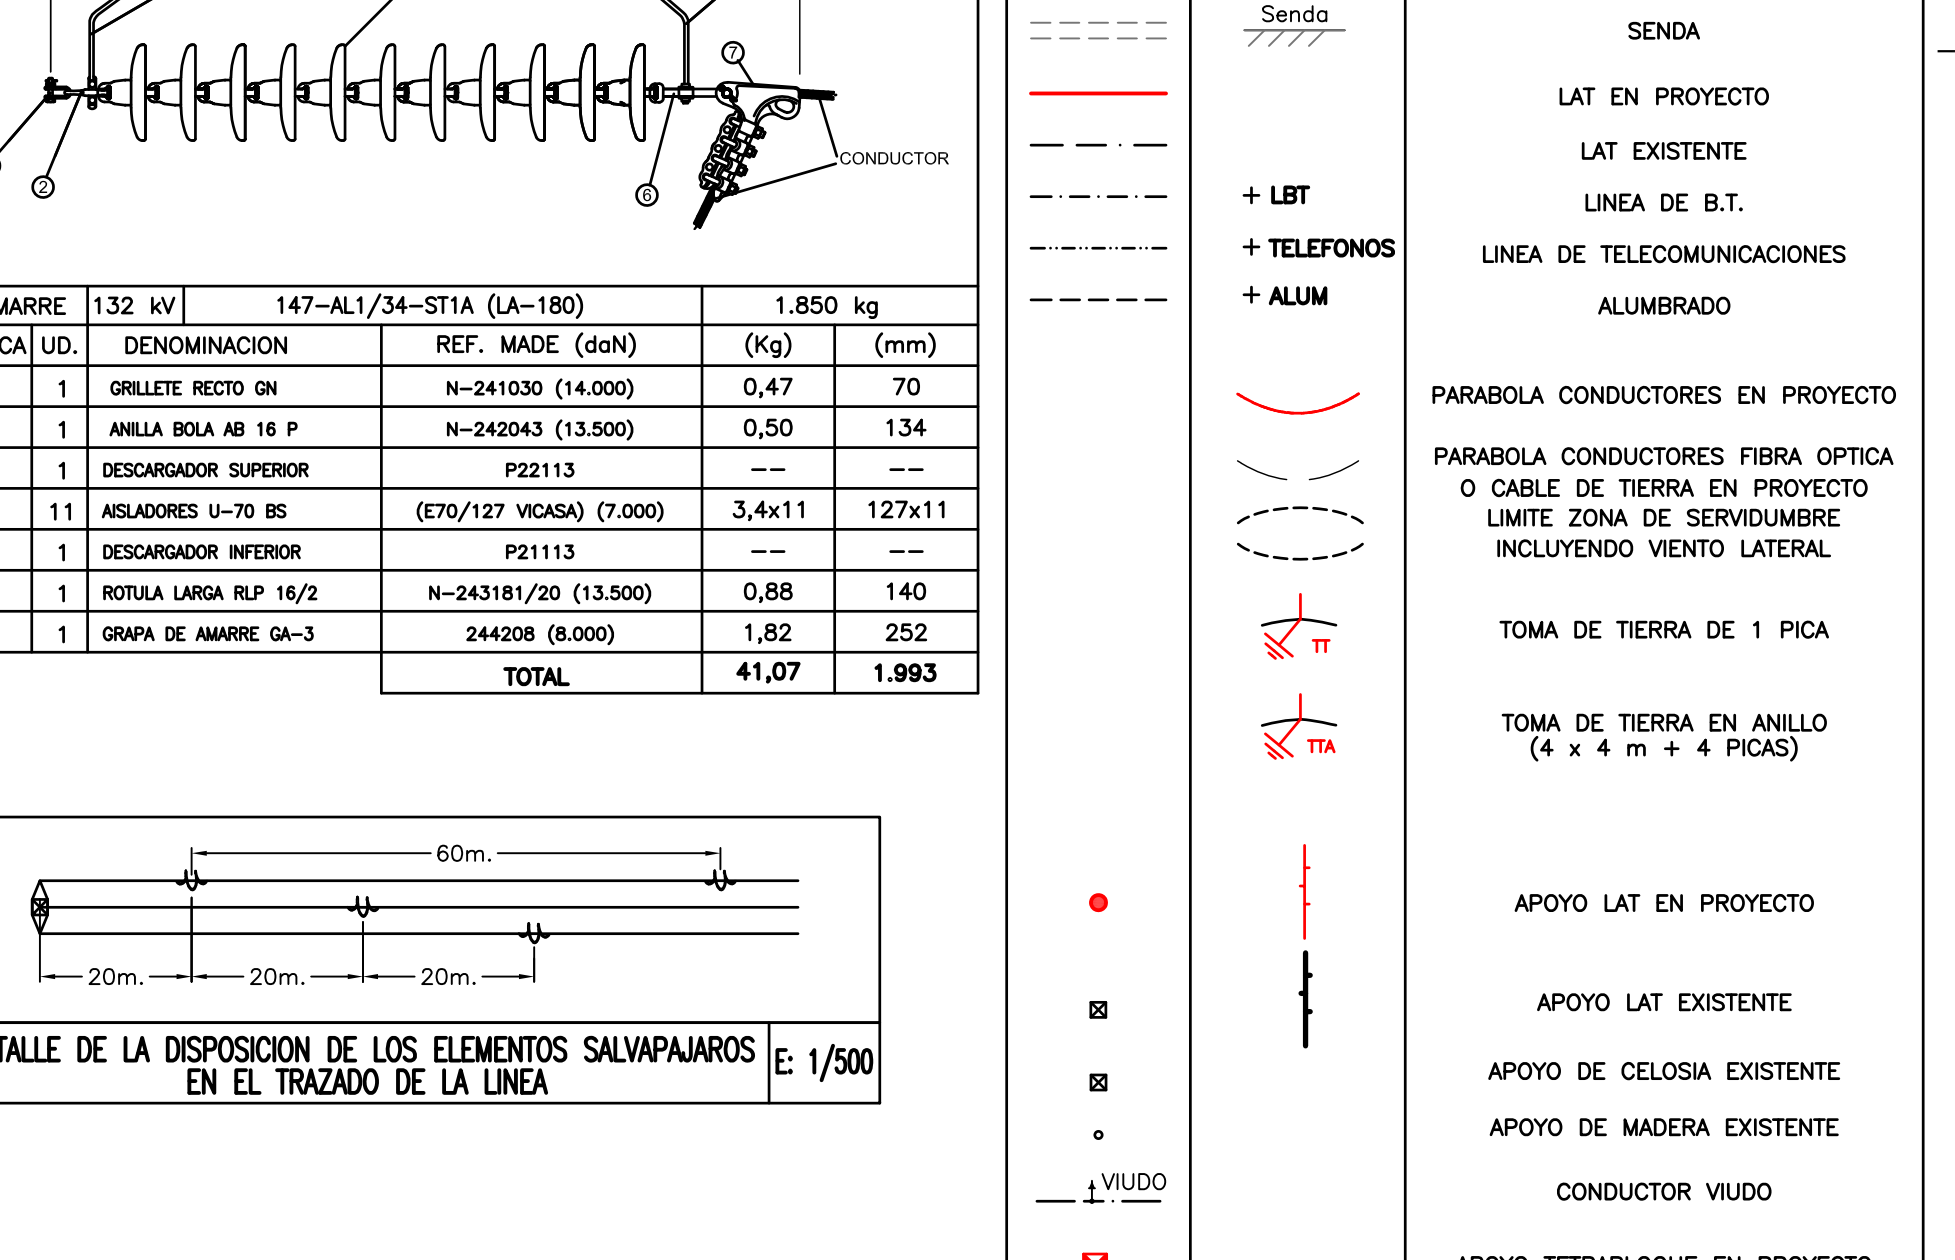 7
CONDUCTOR
2
6
MARRE 132 kV 147-AL1/34-ST1A (LA-180) 1.850 kg
CA UD. DENOMINACION REF. MADE (daN) (Kg) (mm)
1 GRILLETE RECTO GN N-241030 (14.000) 0,47 70
1 ANILLA BOLA AB 16 P N-242043 (13.500) 0,50 134
1 DESCARGADOR SUPERIOR P22113 -- --
11 AISLADORES U-70 BS (E70/127 VICASA) (7.000) 3,4x11 127x11
1 DESCARGADOR INFERIOR P21113 -- --
1 ROTULA LARGA RLP 16/2 N-243181/20 (13.500) 0,88 140
1 GRAPA DE AMARRE GA-3 244208 (8.000) 1,82 252
TOTAL 41,07 1.993
60m.
20m. 20m. 20m.
TALLE DE LA DISPOSICION DE LOS ELEMENTOS SALVAPAJAROS
EN EL TRAZADO DE LA LINEA
E: 1/500
Senda SENDA
LAT EN PROYECTO
LAT EXISTENTE
+ LBT LINEA DE B.T.
+ TELEFONOS LINEA DE TELECOMUNICACIONES
+ ALUM ALUMBRADO
PARABOLA CONDUCTORES EN PROYECTO
PARABOLA CONDUCTORES FIBRA OPTICA
O CABLE DE TIERRA EN PROYECTO
LIMITE ZONA DE SERVIDUMBRE
INCLUYENDO VIENTO LATERAL
TT TOMA DE TIERRA DE 1 PICA
TTA TOMA DE TIERRA EN ANILLO
(4 x 4 m + 4 PICAS)
APOYO LAT EN PROYECTO
APOYO LAT EXISTENTE
APOYO DE CELOSIA EXISTENTE
APOYO DE MADERA EXISTENTE
VIUDO CONDUCTOR VIUDO
APOYO TETRABLOQUE EN PROYECTO